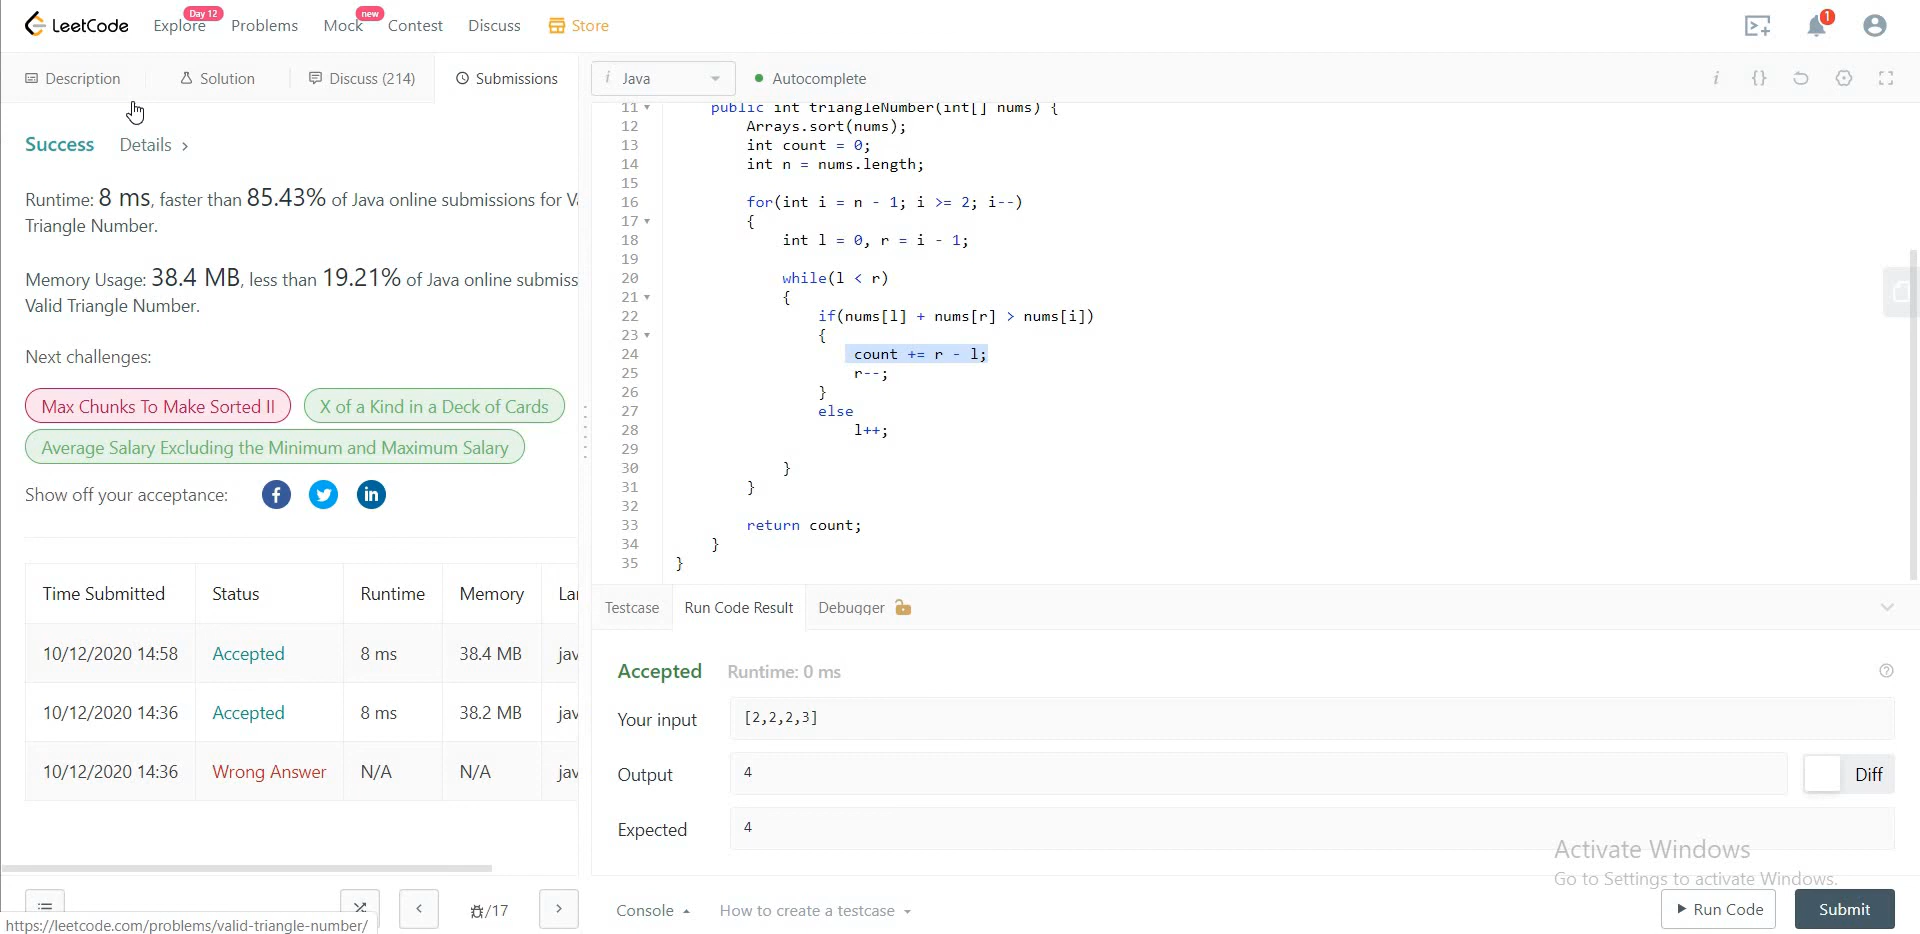 LeetCode Explore Day 12 Problems Mock new Contest Discuss Store 1
Description Solution Discuss (214) Submissions
i Java Autocomplete i {}
Success Details >
Runtime: 8 ms, faster than 85.43% of Java online submissions for
Triangle Number.
Memory Usage: 38.4 MB, less than 19.21% of Java online submiss
Valid Triangle Number.
Next challenges:
Max Chunks To Make Sorted II X of a Kind in a Deck of Cards
Average Salary Excluding the Minimum and Maximum Salary
Show off your acceptance:
Time Submitted Status Runtime Memory
10/12/2020 14:58 Accepted 8 ms 38.4 MB jav
10/12/2020 14:36 Accepted 8 ms 38.2 MB jav
10/12/2020 14:36 Wrong Answer N/A N/A jav
/17
https://leetcode.com/problems/valid-triangle-number/
11 public int triangleNumber(int[] nums) {
12 Arrays.sort(nums);
13 int count = 0;
14 int n = nums.length;
15
16 for(int i = n - 1; i >= 2; i--)
17 {
18 int l = 0, r = i - 1;
19
20 while(l < r)
21 {
22 if(nums[l] + nums[r] > nums[i])
23 {
24 count += r - l;
25 r--;
26 }
27 else
28 l++;
29
30 }
31 }
32
33 return count;
34 }
35 }
Testcase Run Code Result Debugger
Accepted Runtime: 0 ms
Your input [2,2,2,3]
Output 4 Diff
Expected 4
Activate Windows
Go to Settings to activate Windows.
Console How to create a testcase Run Code Submit